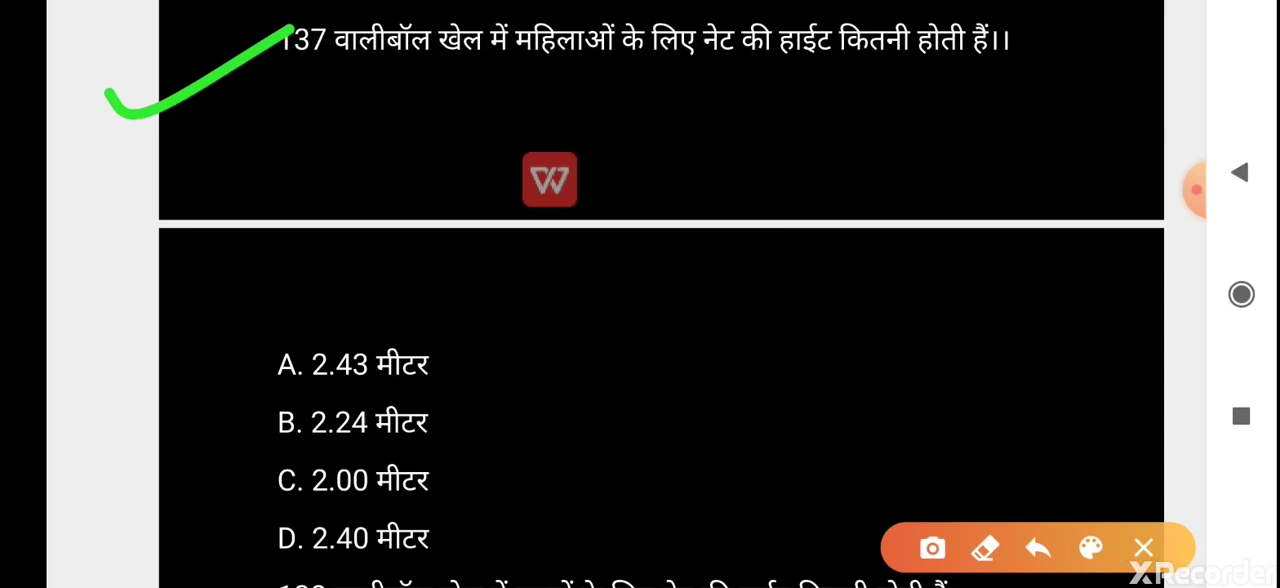 137 वालीबॉल खेल में महिलाओं के लिए नेट की हाईट कितनी होती हैं।।
A. 2.43 मीटर
B. 2.24 मीटर
C. 2.00 मीटर
D. 2.40 मीटर
XRecorder